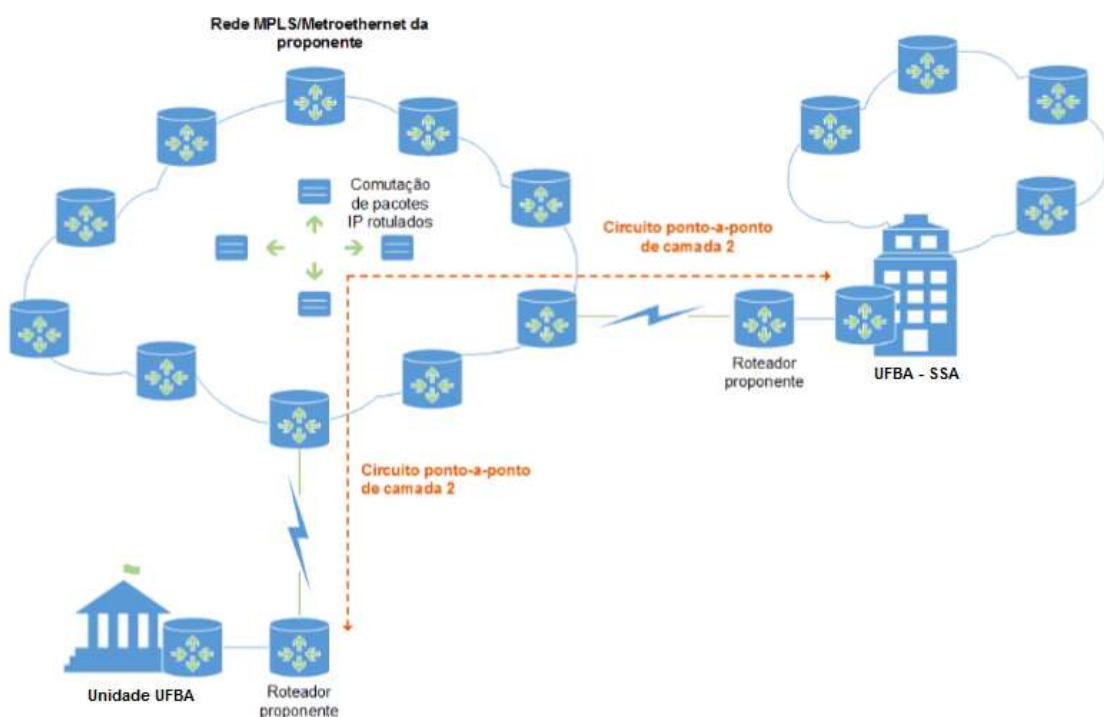 Rede MPLS/Metroethernet da
proponente
Comutação
de pacotes
IP rotulados
Circuito ponto-a-ponto
de camada 2
Roteador
proponente
UFBA - SSA
Circuito ponto-a-ponto
de camada 2
Unidade UFBA
Roteador
proponente